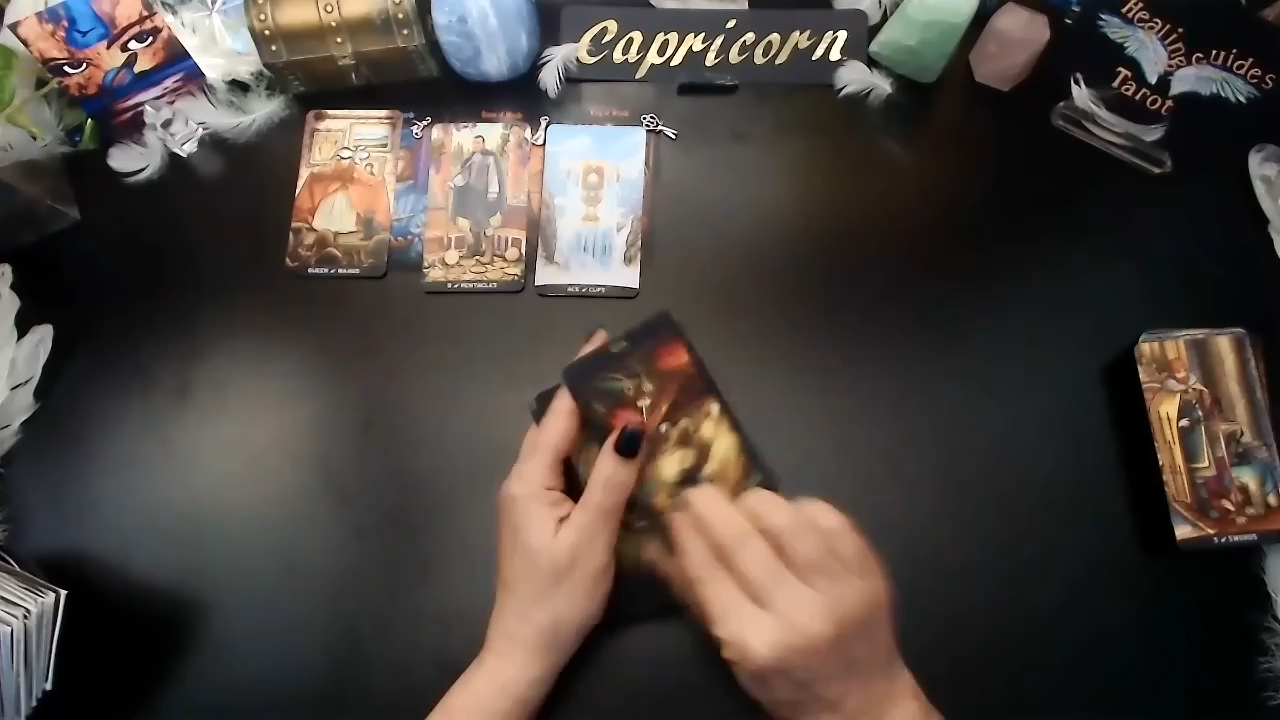 Capricorn
Healing
Guides
Tarot
QUEEN of WANDS
8 of PENTACLES
ACE of CUPS
5 of SWORDS